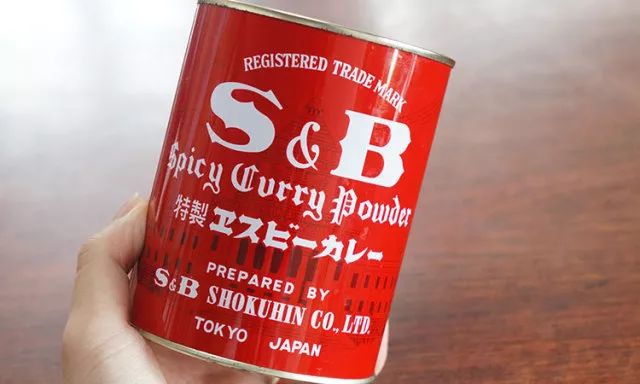 REGISTERED TRADE MARK
S & B
Spicy Curry Powder
特製 ヱスビーカレー
PREPARED BY
S&B SHOKUHIN CO., LTD.
TOKYO JAPAN